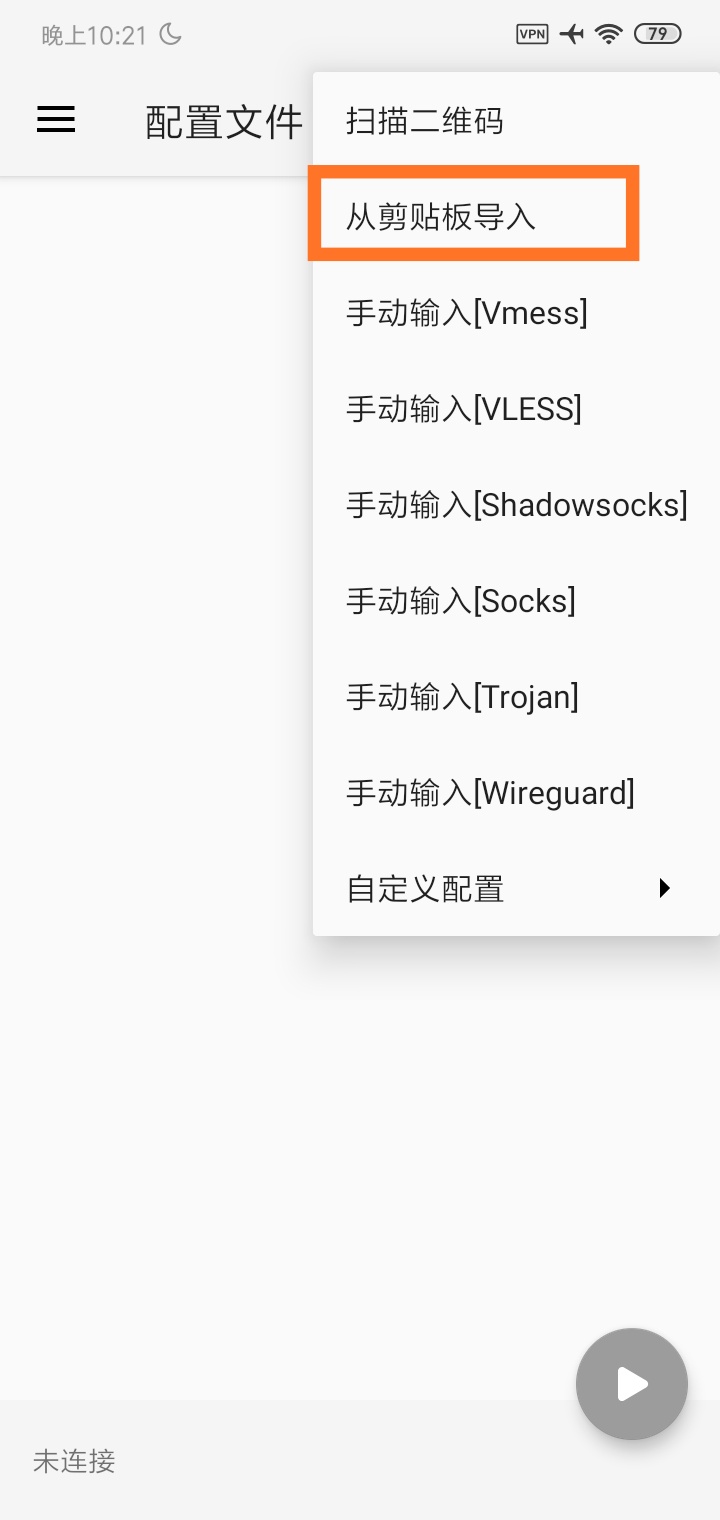 晚上10:21
VPN
79
配置文件
扫描二维码
从剪贴板导入
手动输入[Vmess]
手动输入[VLESS]
手动输入[Shadowsocks]
手动输入[Socks]
手动输入[Trojan]
手动输入[Wireguard]
自定义配置
未连接